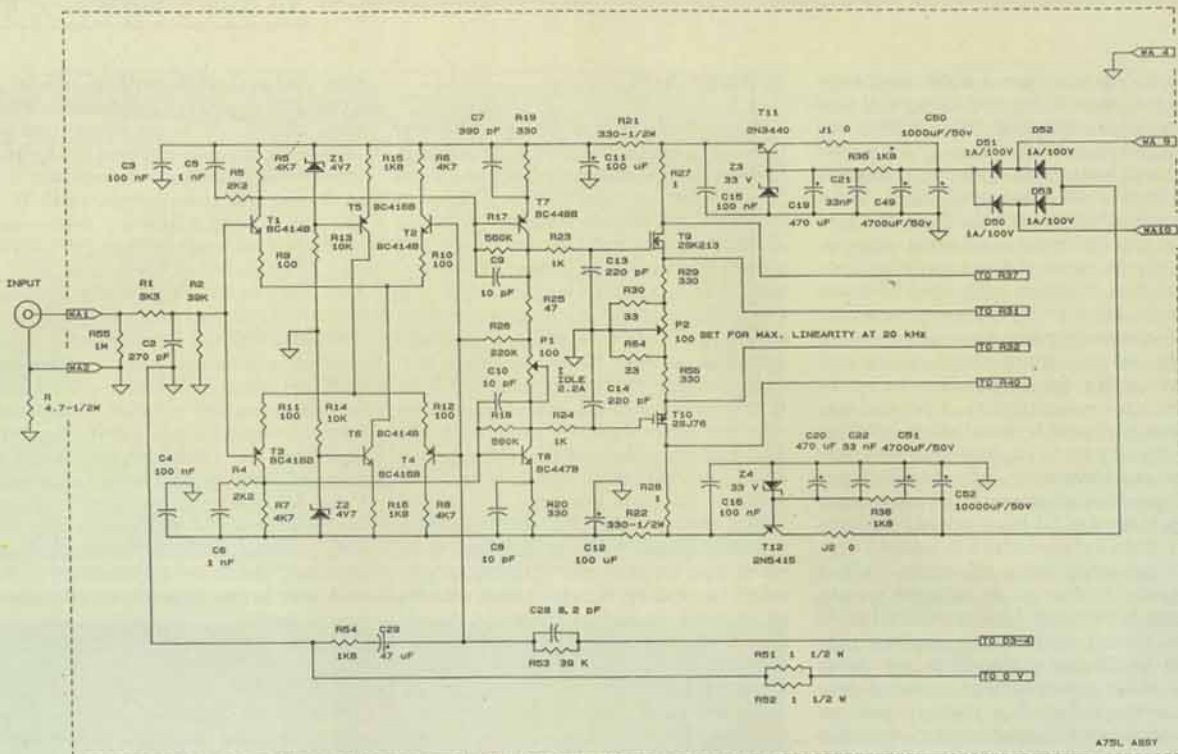 WA 4
C7
390 pF
R19
330
R21
330-1/2W
T11
2N3440
J1 0
C50
1000uF/50v
D51
1A/100V
D52
1A/100V
WA 9
C3
100 nF
C5
1 nF
R5
4K7
Z1
4V7
R15
1K8
R6
4K7
C11
100 uF
R27
1
Z3
33 V
R35 1K8
C15
100 nF
C19
470 uF
C21
33nF
C49
4700uF/50V
D50
1A/100V
D53
1A/100V
WA10
R5
2K2
T1
BC414B
T5
BC416B
T2
BC414B
T7
BC448B
R17
560K
R23
1K
T9
2SK213
TO R37
R9
100
R13
10K
R10
100
C9
10 pF
C13
220 pF
R29
330
TO R31
INPUT
WA1
R1
3K3
R2
39K
R55
1M
C2
270 pF
WA2
R
4.7-1/2W
R25
47
R30
33
R26
220K
P1
100
P2
100
SET FOR MAX. LINEARITY AT 20 kHz
R64
33
I
IDLE
2.2A
TO R32
C10
10 pF
C14
220 pF
R56
330
TO R40
R11
100
R14
10K
T6
BC416B
R12
100
BC414B
T4
R18
560K
R24
1K
T10
2SJ76
C4
100 nF
R4
2K2
T3
BC416B
T8
BC447B
C20
470 uF
C22
33 nF
C51
4700uF/50V
R7
4K7
Z2
4V7
R16
1K8
R8
4K7
R20
330
R22
330-1/2W
R28
1
C16
100 nF
Z4
33 V
R36
1K8
C52
10000uF/50V
C6
1 nF
C8
10 pF
C12
100 uF
T12
2N5415
J2 0
R54
1K8
C29
47 uF
C28 8,2 pF
R53 39 K
TO D3-4
R51 1 1/2 W
TO 0 V
R52 1 1/2 W
A75L ASSY